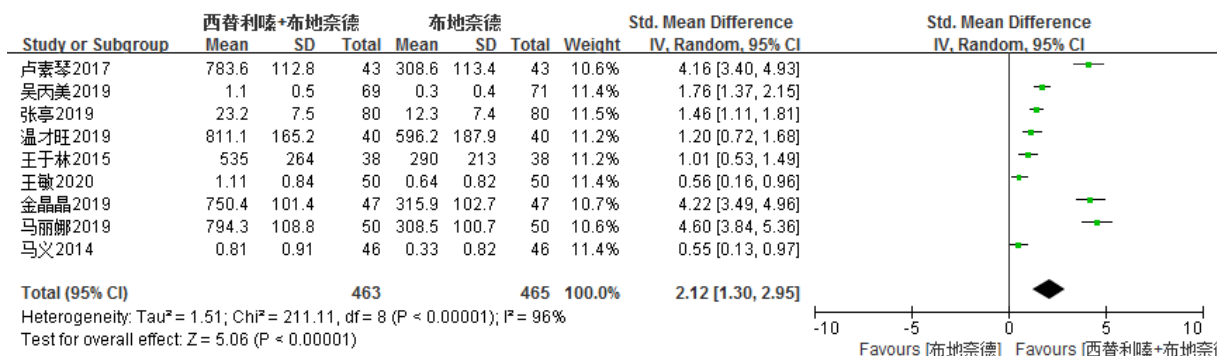 西替利嗪+布地奈德 布地奈德 Std. Mean Difference Std. Mean Difference
Study or Subgroup Mean SD Total Mean SD Total Weight IV, Random, 95% CI IV, Random, 95% CI
卢素琴2017 783.6 112.8 43 308.6 113.4 43 10.6% 4.16 [3.40, 4.93]
吴丙美2019 1.1 0.5 69 0.3 0.4 71 11.4% 1.76 [1.37, 2.15]
张亭2019 23.2 7.5 80 12.3 7.4 80 11.5% 1.46 [1.11, 1.81]
温才旺2019 811.1 165.2 40 596.2 187.9 40 11.2% 1.20 [0.72, 1.68]
王于林2015 535 264 38 290 213 38 11.2% 1.01 [0.53, 1.49]
王敏2020 1.11 0.84 50 0.64 0.82 50 11.4% 0.56 [0.16, 0.96]
金晶晶2019 750.4 101.4 47 315.9 102.7 47 10.7% 4.22 [3.49, 4.96]
马丽娜2019 794.3 108.8 50 308.5 100.7 50 10.6% 4.60 [3.84, 5.36]
马义2014 0.81 0.91 46 0.33 0.82 46 11.4% 0.55 [0.13, 0.97]
Total (95% CI) 463 465 100.0% 2.12 [1.30, 2.95]
Heterogeneity: Tau² = 1.51; Chi² = 211.11, df = 8 (P < 0.00001); I² = 96%
Test for overall effect: Z = 5.06 (P < 0.00001)
-10 -5 0 5 10
Favours [布地奈德] Favours [西替利嗪+布地奈德